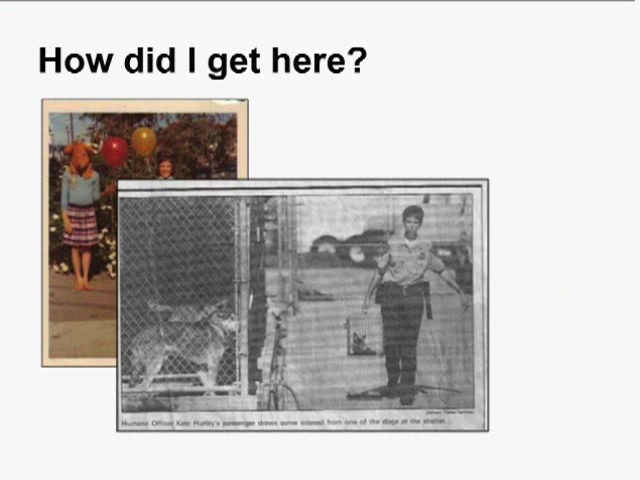 How did I get here?
Humane Officer Kate Hurley's passenger draws some interest from one of the dogs at the shelter.